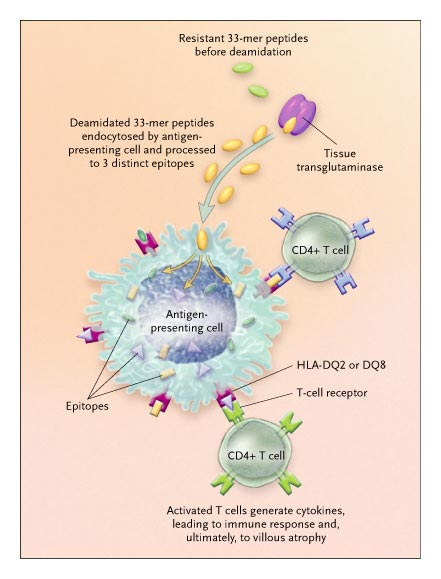 Resistant 33-mer peptides
before deamidation
Deamidated 33-mer peptides
endocytosed by antigen-
presenting cell and processed
to 3 distinct epitopes
Tissue
transglutaminase
CD4+ T cell
Antigen-
presenting cell
HLA-DQ2 or DQ8
T-cell receptor
Epitopes
CD4+ T cell
Activated T cells generate cytokines,
leading to immune response and,
ultimately, to villous atrophy